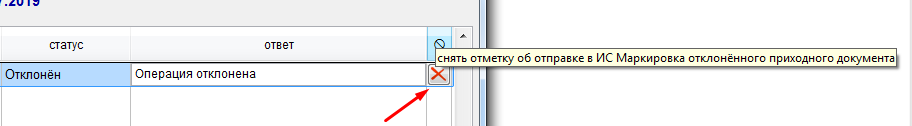 .2019
статус ответ
снять отметку об отправке в ИС Маркировка отклонённого приходного документа
Отклонён Операция отклонена